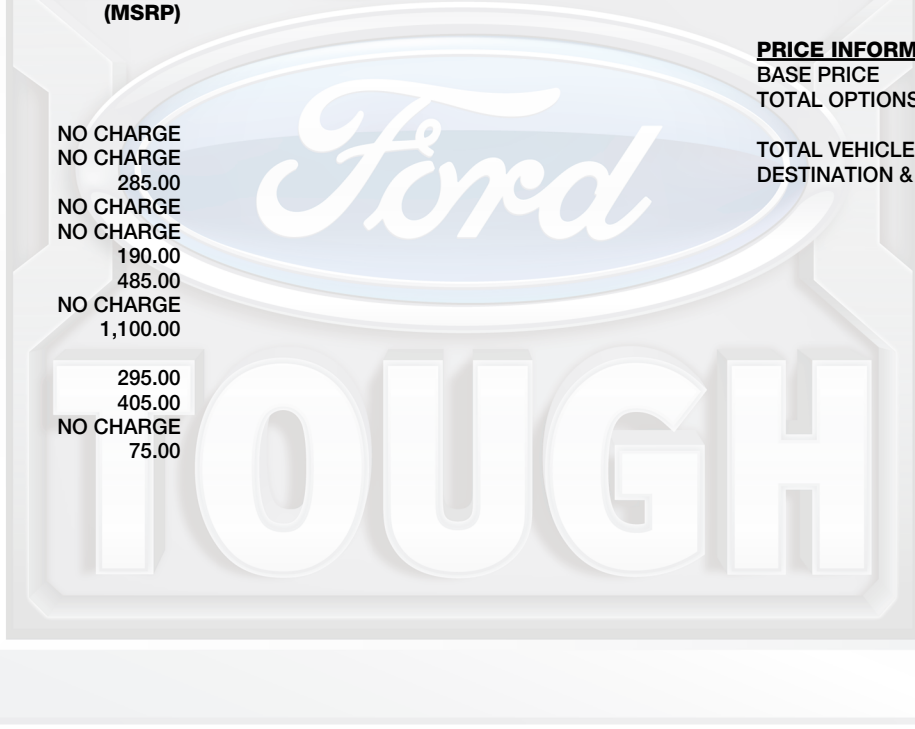 (MSRP)
NO CHARGE
NO CHARGE
285.00
NO CHARGE
NO CHARGE
190.00
485.00
NO CHARGE
1,100.00
295.00
405.00
NO CHARGE
75.00
PRICE INFORM
BASE PRICE
TOTAL OPTIONS
TOTAL VEHICLE
DESTINATION &
Ford
TOUGH